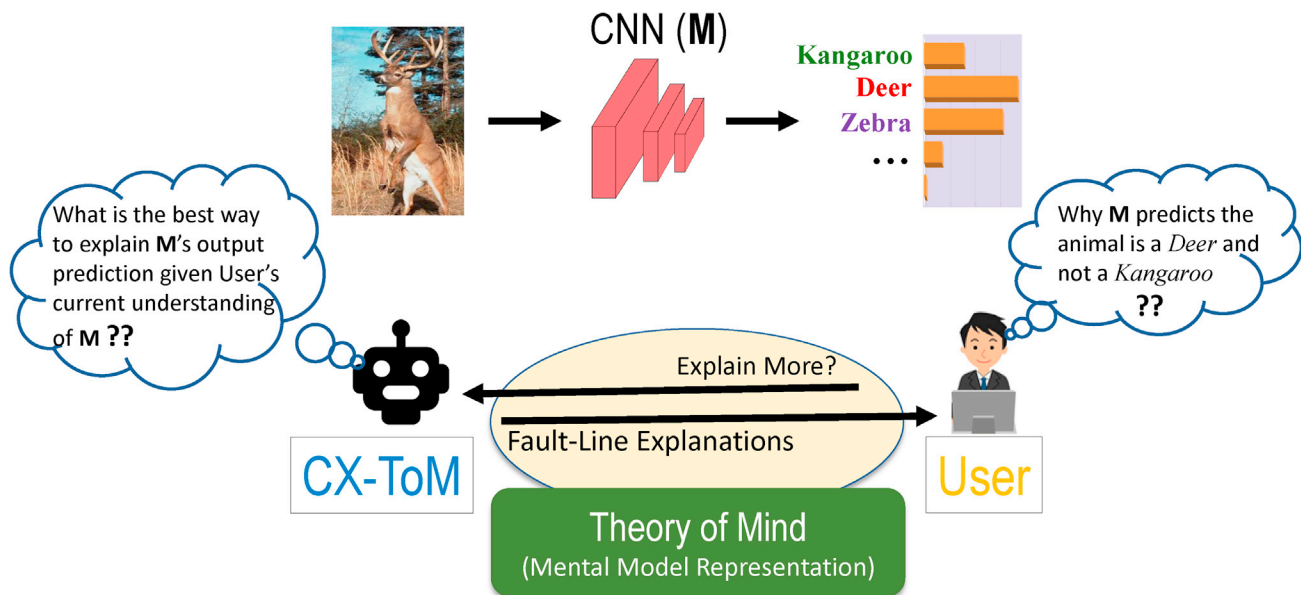 CNN (M)
Kangaroo
Deer
Zebra
...
What is the best way
to explain M's output
prediction given User's
current understanding
of M ??
Why M predicts the
animal is a Deer and
not a Kangaroo
??
Explain More?
Fault-Line Explanations
CX-ToM
User
Theory of Mind
(Mental Model Representation)